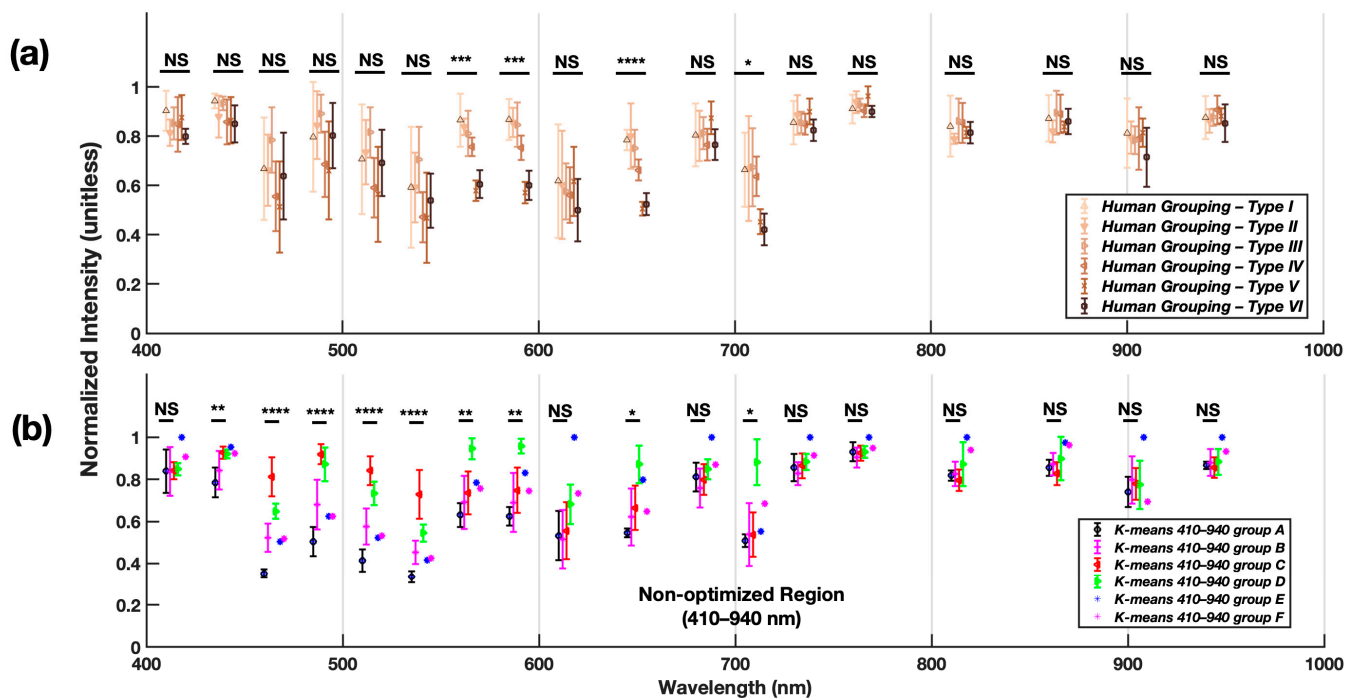 (a)
NS NS NS NS NS NS *** *** NS **** NS * NS NS NS NS NS NS
Normalized Intensity (unitless)
1
0.8
0.6
0.4
0.2
0
Human Grouping – Type I
Human Grouping – Type II
Human Grouping – Type III
Human Grouping – Type IV
Human Grouping – Type V
Human Grouping – Type VI
400 500 600 700 800 900 1000
(b)
NS ** **** **** **** **** ** ** NS * NS * NS NS NS NS NS NS
1
0.8
0.6
0.4
0.2
0
Non-optimized Region
(410–940 nm)
K-means 410–940 group A
K-means 410–940 group B
K-means 410–940 group C
K-means 410–940 group D
K-means 410–940 group E
K-means 410–940 group F
400 500 600 700 800 900 1000
Wavelength (nm)